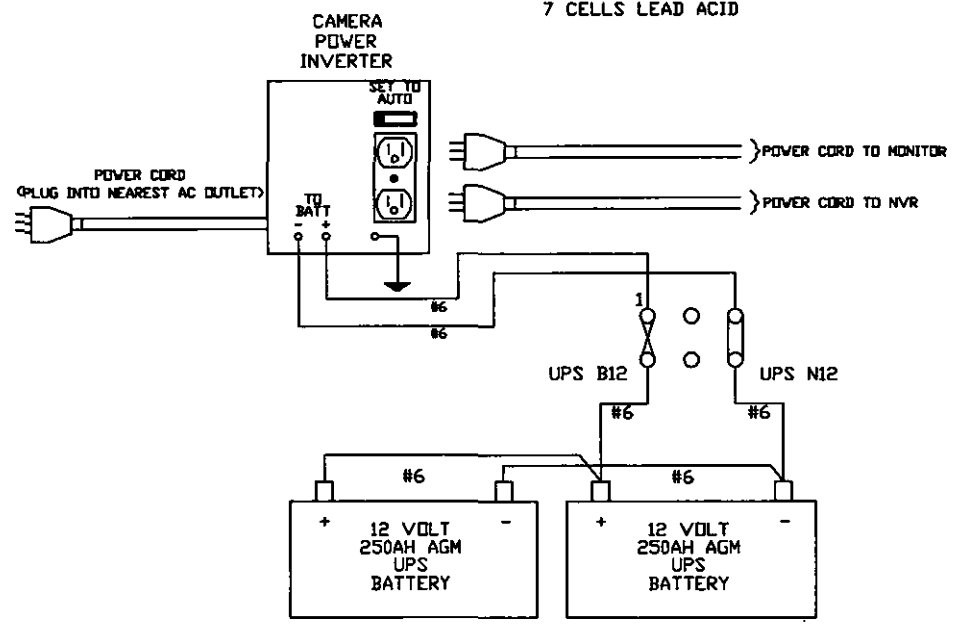 7 CELLS LEAD ACID
CAMERA
POWER
INVERTER
SET TO
AUTO
POWER CORD TO MONITOR
POWER CORD
(PLUG INTO NEAREST AC OUTLET)
TO
BATT
- +
POWER CORD TO NVR
#6
#6
1
UPS B12
UPS N12
#6
#6
#6
#6
+ -
12 VOLT
250AH AGM
UPS
BATTERY
+ -
12 VOLT
250AH AGM
UPS
BATTERY